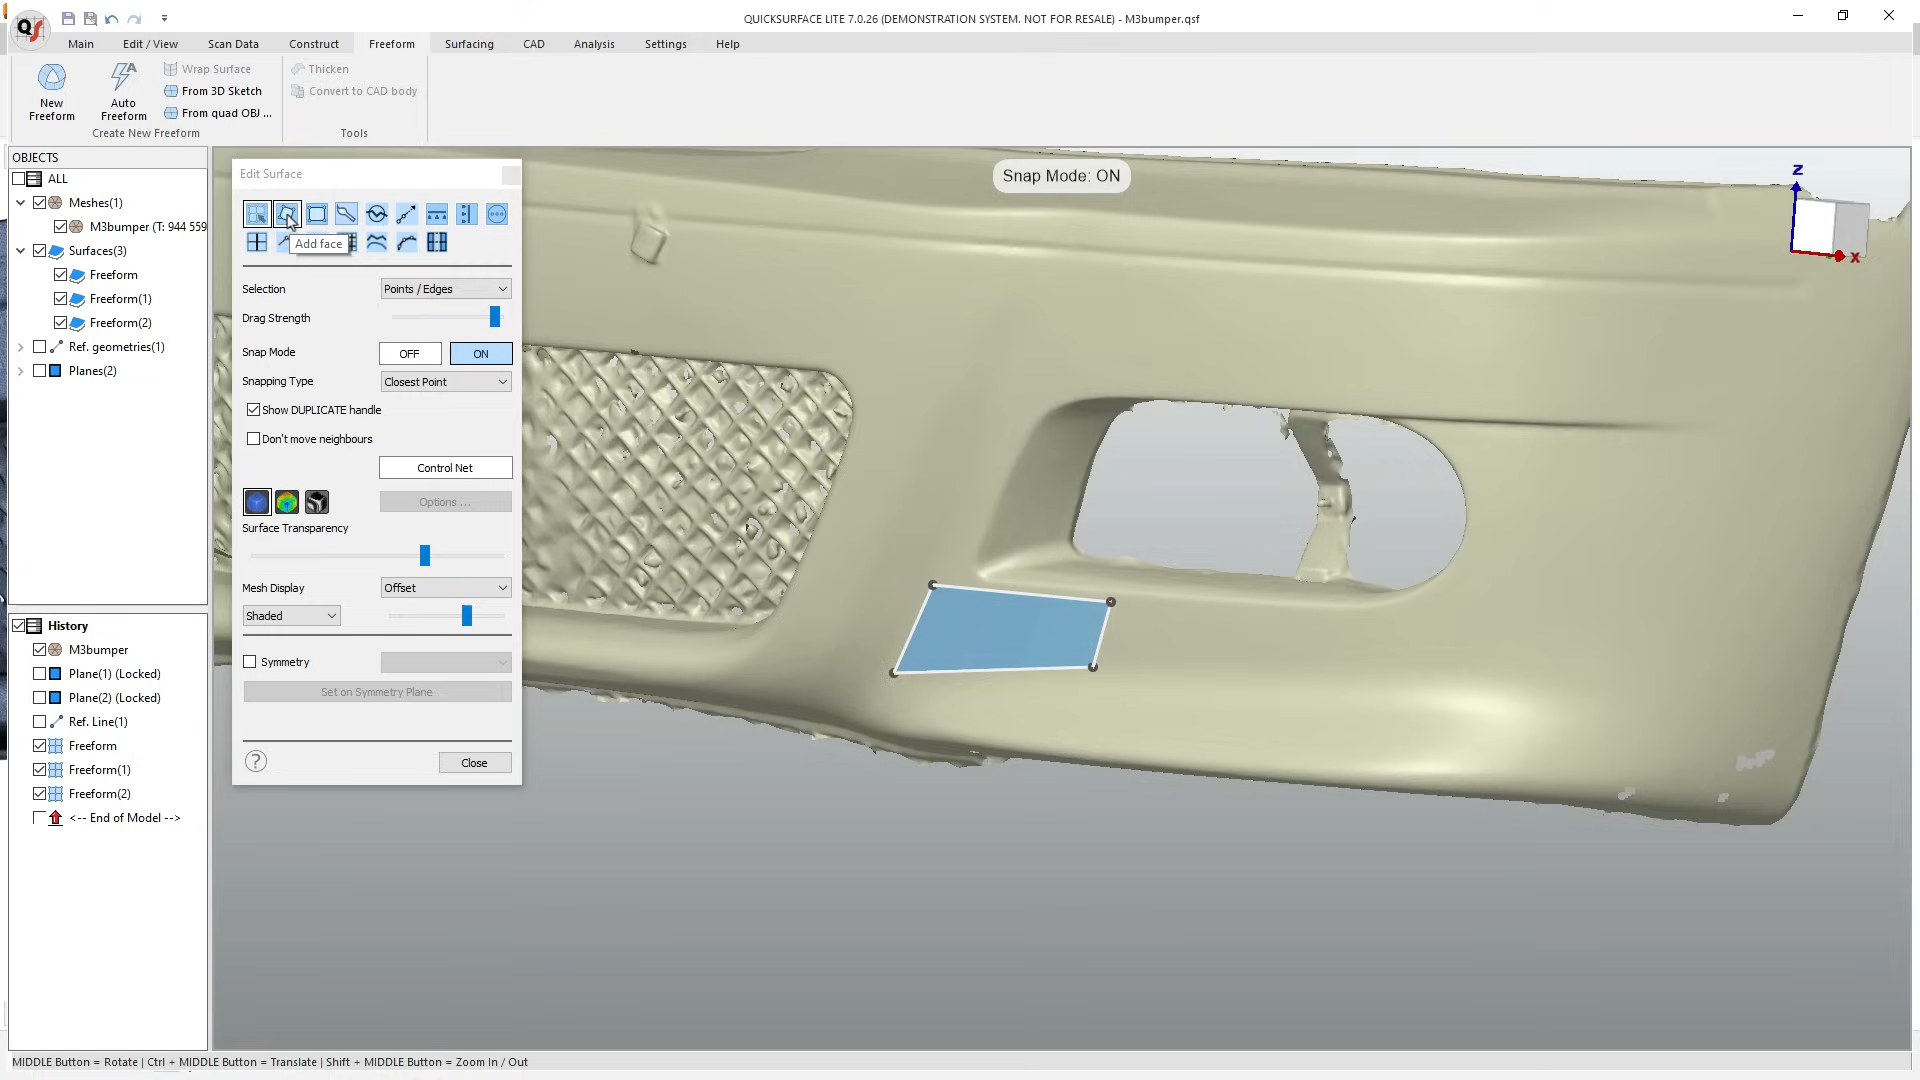 QUICKSURFACE LITE 7.0.26 (DEMONSTRATION SYSTEM. NOT FOR RESALE) - M3bumper.qsf
QS
Main Edit / View Scan Data Construct Freeform Surfacing CAD Analysis Settings Help
New Freeform
Auto Freeform
Wrap Surface
From 3D Sketch
From quad OBJ ...
Create New Freeform
Thicken
Convert to CAD body
Tools
OBJECTS
ALL
Meshes(1)
M3bumper (T: 944 559
Surfaces(3)
Freeform
Freeform(1)
Freeform(2)
Ref. geometries(1)
Planes(2)
History
M3bumper
Plane(1) (Locked)
Plane(2) (Locked)
Ref. Line(1)
Freeform
Freeform(1)
Freeform(2)
<-- End of Model -->
Edit Surface
Add face
Selection Points / Edges
Drag Strength
Snap Mode OFF ON
Snapping Type Closest Point
Show DUPLICATE handle
Don't move neighbours
Control Net
Options ...
Surface Transparency
Mesh Display Offset
Shaded
Symmetry
Set on Symmetry Plane
? Close
Snap Mode: ON
Z
X
MIDDLE Button = Rotate | Ctrl + MIDDLE Button = Translate | Shift + MIDDLE Button = Zoom In / Out